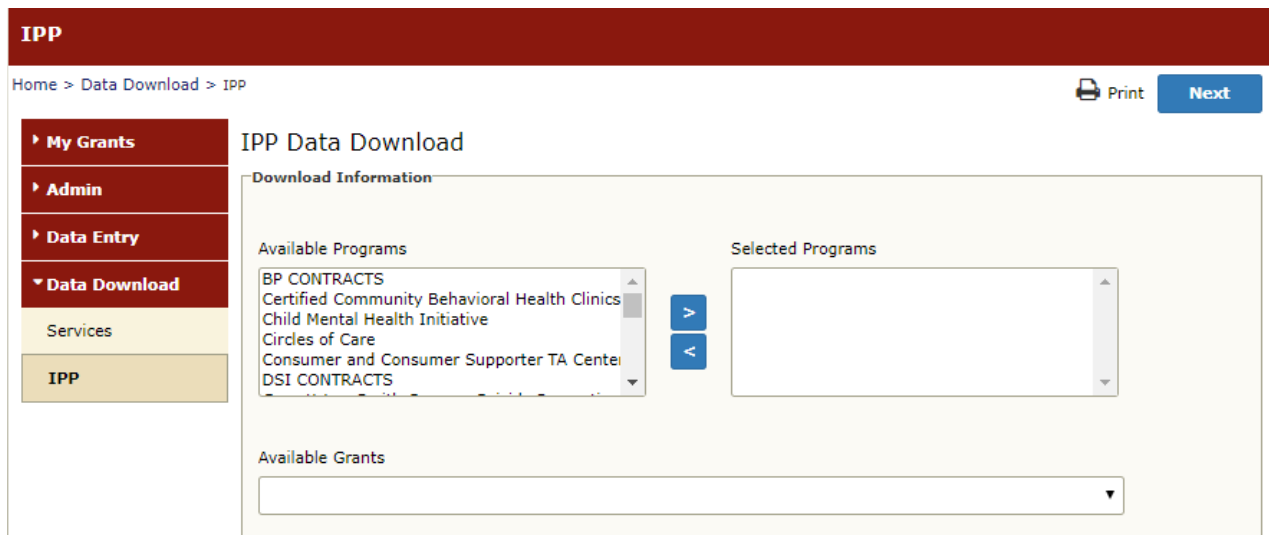 IPP
Home > Data Download > IPP
Print
Next
My Grants
Admin
Data Entry
Data Download
Services
IPP
IPP Data Download
Download Information
Available Programs
BP CONTRACTS
Certified Community Behavioral Health Clinics
Child Mental Health Initiative
Circles of Care
Consumer and Consumer Supporter TA Center
DSI CONTRACTS
>
<
Selected Programs
Available Grants